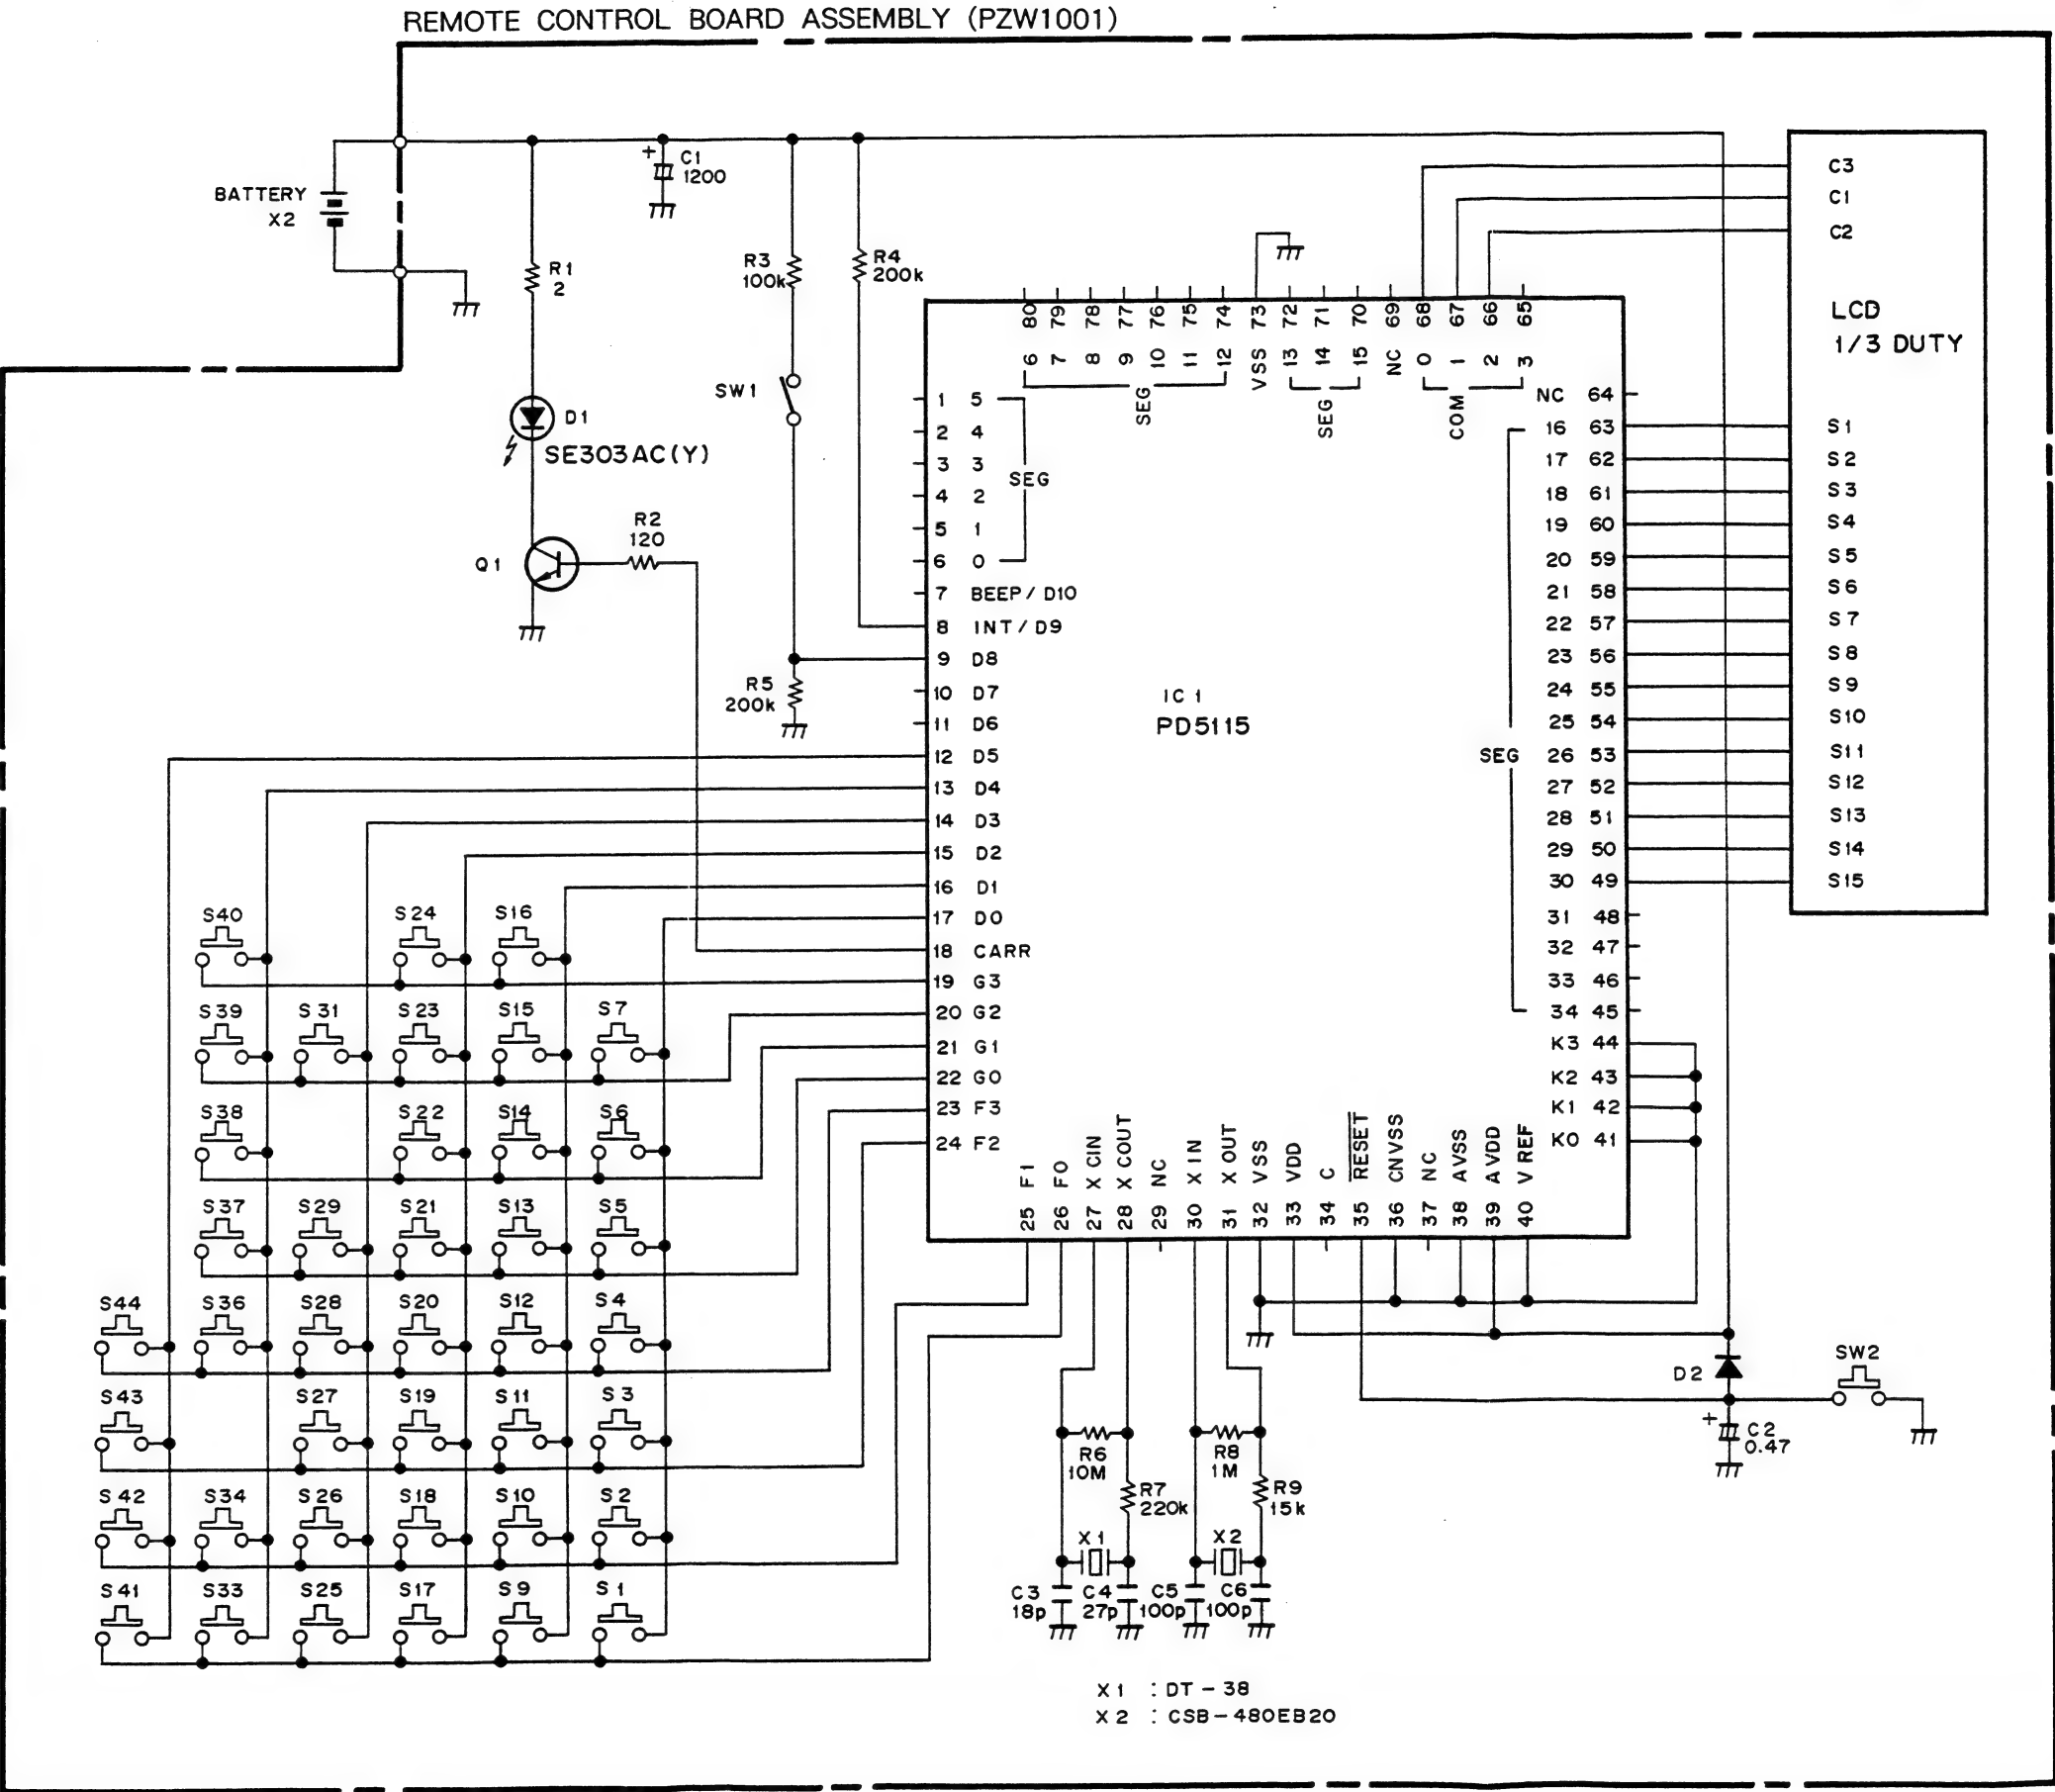 REMOTE CONTROL BOARD ASSEMBLY (PZW1001)
BATTERY
X2
+ C1
1200
R1
2
R3
100k
R4
200k
SW1
D1
SE303AC(Y)
R2
120
Q1
R5
200k
C3
C1
C2
LCD
1/3 DUTY
S1
S2
S3
S4
S5
S6
S7
S8
S9
S10
S11
S12
S13
S14
S15
80 79 78 77 76 75 74 73 72 71 70 69 68 67 66 65
6 7 8 9 10 11 12 VSS 13 14 15 NC 0 1 2 3
SEG SEG COM
1 5
2 4
3 3
SEG
4 2
5 1
6 0
7 BEEP / D10
8 INT / D9
9 D8
10 D7
11 D6
12 D5
13 D4
14 D3
15 D2
16 D1
17 D0
18 CARR
19 G3
20 G2
21 G1
22 G0
23 F3
24 F2
IC 1
PD5115
NC 64
16 63
17 62
18 61
19 60
20 59
21 58
22 57
23 56
24 55
25 54
SEG 26 53
27 52
28 51
29 50
30 49
31 48
32 47
33 46
34 45
K3 44
K2 43
K1 42
K0 41
F1 F0 X CIN X COUT NC X IN X OUT VSS VDD C RESET CNVSS NC AVSS AVDD V REF
25 26 27 28 29 30 31 32 33 34 35 36 37 38 39 40
S40 S24 S16
S39 S31 S23 S15 S7
S38 S22 S14 S6
S37 S29 S21 S13 S5
S44 S36 S28 S20 S12 S4
S43 S27 S19 S11 S3
S42 S34 S26 S18 S10 S2
S41 S33 S25 S17 S9 S1
D2
SW2
+ C2
0.47
R6
10M
R8
1M
R7
220k
R9
15k
X1
X2
C3
18p
C4
27p
C5
100p
C6
100p
X1 : DT-38
X2 : CSB-480EB20